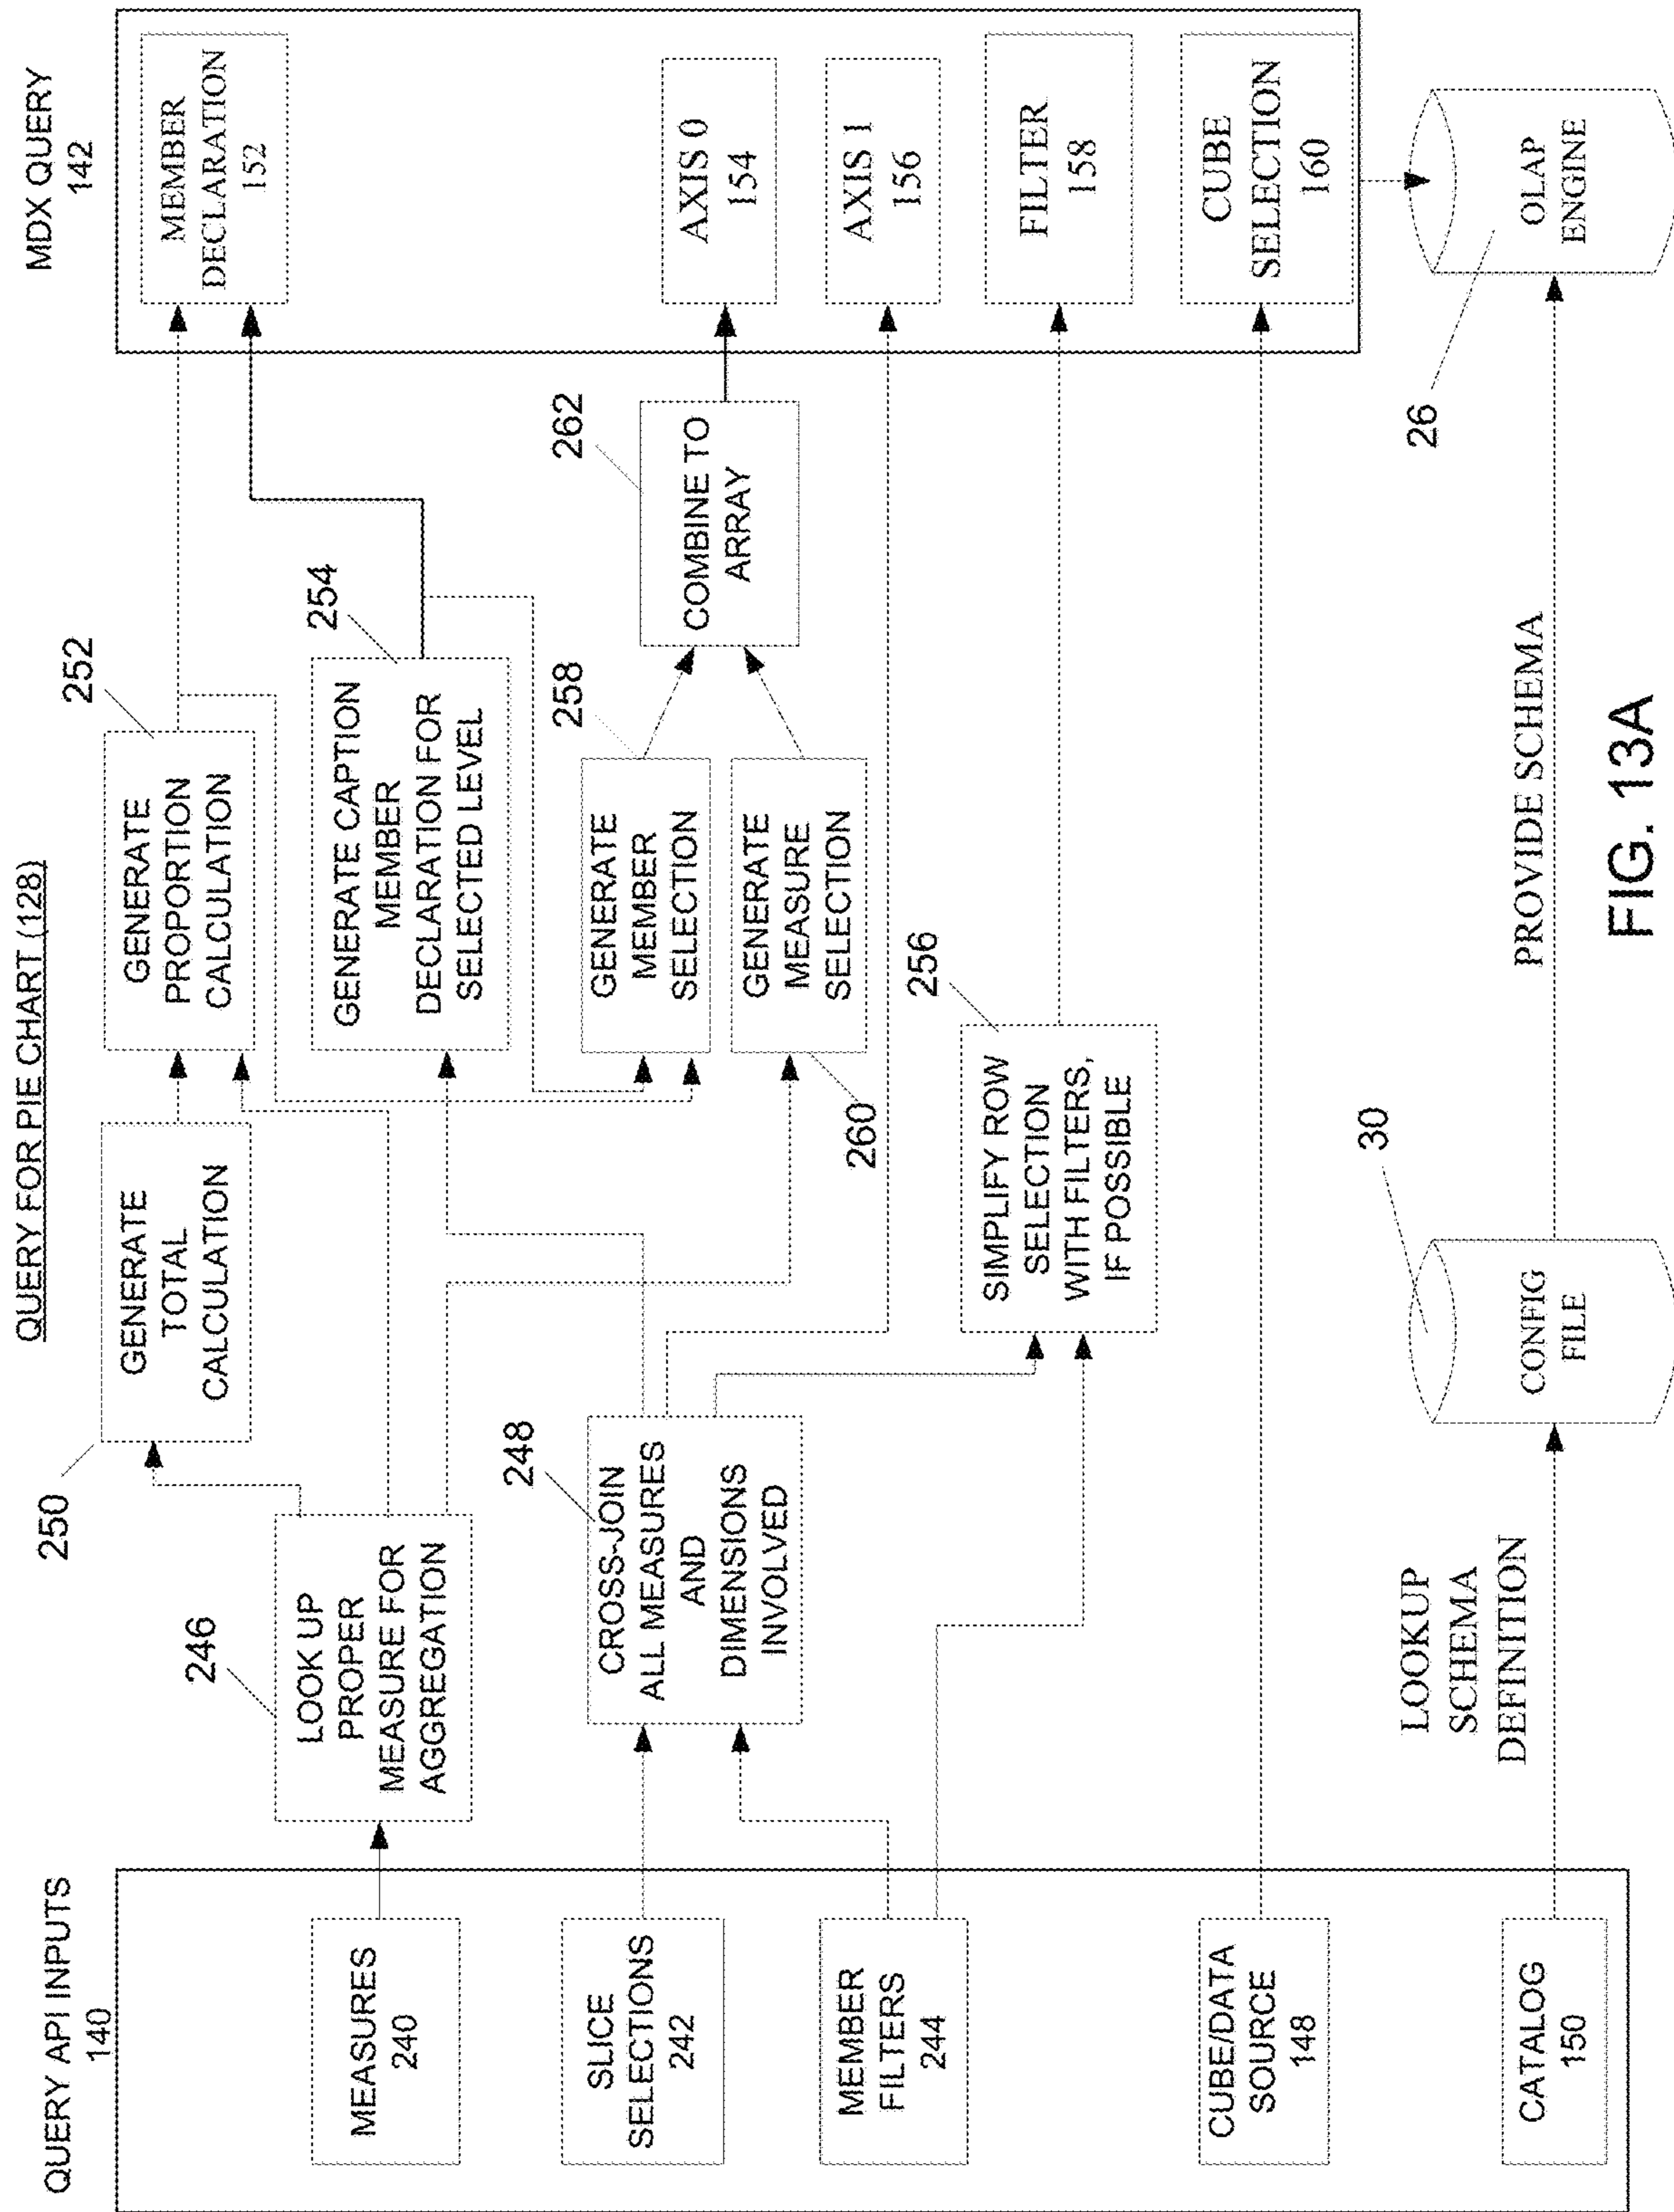 QUERY FOR PIE CHART (128)
QUERY API INPUTS
140
MEASURES
240
SLICE
SELECTIONS
242
MEMBER
FILTERS
244
CUBE/DATA
SOURCE
148
CATALOG
150
246
LOOK UP
PROPER
MEASURE FOR
AGGREGATION
248
CROSS-JOIN
ALL MEASURES
AND
DIMENSIONS
INVOLVED
LOOKUP
SCHEMA
DEFINITION
250
GENERATE
TOTAL
CALCULATION
252
GENERATE
PROPORTION
CALCULATION
254
GENERATE CAPTION
MEMBER
DECLARATION FOR
SELECTED LEVEL
258
GENERATE
MEMBER
SELECTION
GENERATE
MEASURE
SELECTION
260
256
SIMPLIFY ROW
SELECTION
WITH FILTERS,
IF POSSIBLE
30
CONFIG
FILE
262
COMBINE TO
ARRAY
PROVIDE SCHEMA
MDX QUERY
142
MEMBER
DECLARATION
152
AXIS 0
154
AXIS 1
156
FILTER
158
CUBE
SELECTION
160
26
OLAP
ENGINE
FIG. 13A